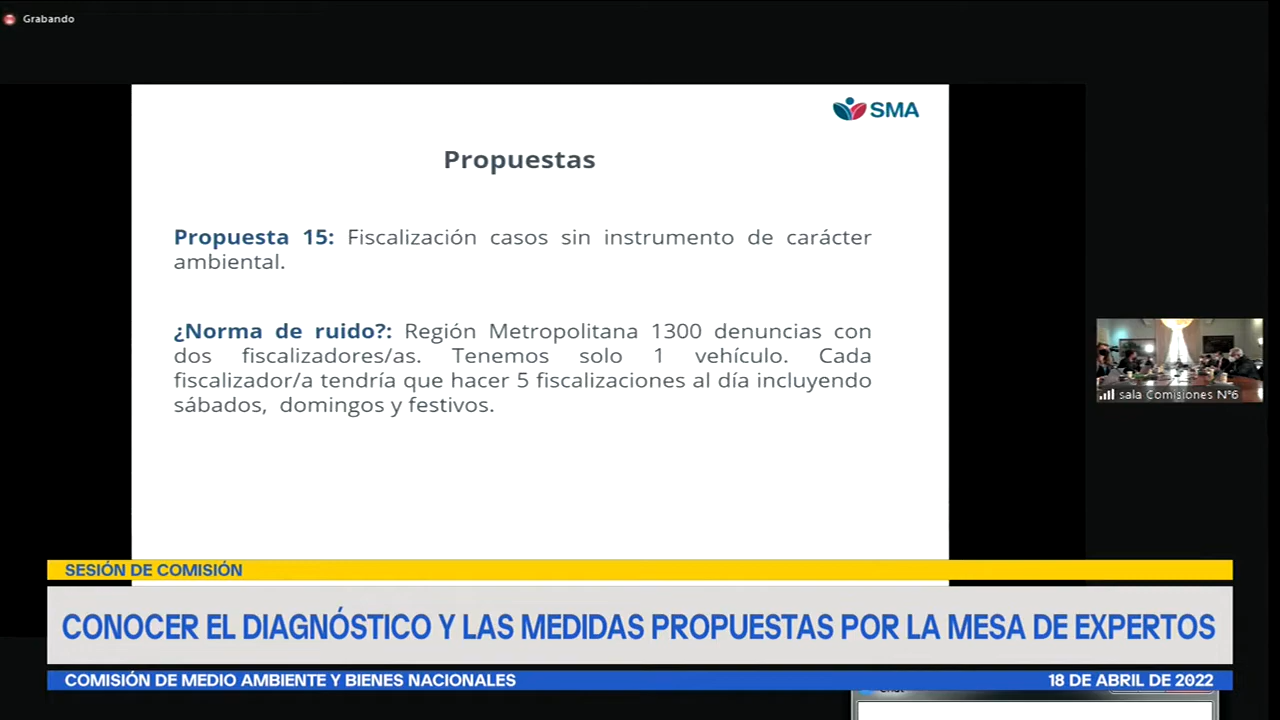 Grabando
SMA
Propuestas
Propuesta 15: Fiscalización casos sin instrumento de carácter
ambiental.
¿Norma de ruido?: Región Metropolitana 1300 denuncias con
dos fiscalizadores/as. Tenemos solo 1 vehículo. Cada
fiscalizador/a tendría que hacer 5 fiscalizaciones al día incluyendo
sábados, domingos y festivos.
sala Comisiones N°6
SESIÓN DE COMISIÓN
CONOCER EL DIAGNÓSTICO Y LAS MEDIDAS PROPUESTAS POR LA MESA DE EXPERTOS
COMISIÓN DE MEDIO AMBIENTE Y BIENES NACIONALES
18 DE ABRIL DE 2022